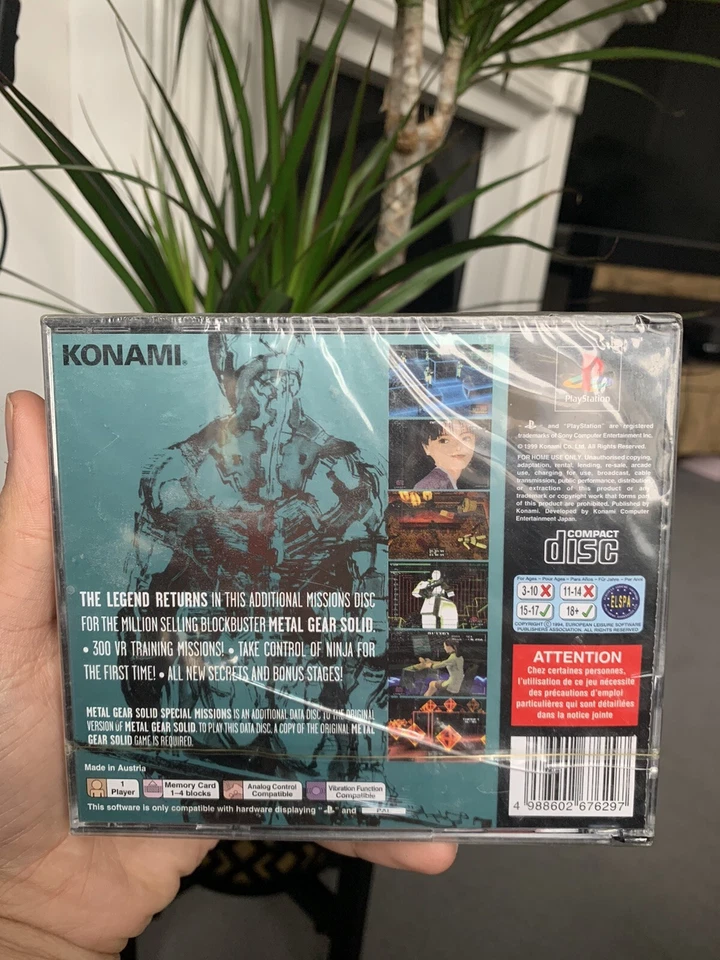 KONAMI®
THE LEGEND RETURNS IN THIS ADDITIONAL MISSIONS DISC
FOR THE MILLION SELLING BLOCKBUSTER METAL GEAR SOLID.
• 300 VR TRAINING MISSIONS! • TAKE CONTROL OF NINJA FOR
THE FIRST TIME! • ALL NEW SECRETS AND BONUS STAGES!
METAL GEAR SOLID SPECIAL MISSIONS IS AN ADDITIONAL DATA DISC TO THE ORIGINAL
VERSION OF METAL GEAR SOLID. TO PLAY THIS DATA DISC, A COPY OF THE ORIGINAL METAL
GEAR SOLID GAME IS REQUIRED.
Made in Austria
1
Player
Memory Card
1-4 blocks
Analog Control
Compatible
Vibration Function
Compatible
This software is only compatible with hardware displaying " " and PAL
PlayStation
" " and "PlayStation" are registered
trademarks of Sony Computer Entertainment Inc.
© 1999 Konami Co. Ltd. All Rights Reserved.
FOR HOME USE ONLY. Unauthorised copying,
adaptation, rental, lending, re-sale, arcade
use, charging for use, broadcast, cable
transmission, public performance, distribution
or extraction of this product or any
trademark or copyright work that forms part
of this product are prohibited. Published by
Konami. Developed by Konami Computer
Entertainment Japan.
COMPACT
disc
For Ages - Pour Ages - Para Años - Für Jahre - Per Anni
3-10 11-14
15-17 18+
ELSPA
COPYRIGHT © 1994. EUROPEAN LEISURE SOFTWARE
PUBLISHERS ASSOCIATION. ALL RIGHTS RESERVED
ATTENTION
Chez certaines personnes,
l'utilisation de ce jeu nécessite
des précautions d'emploi
particulières qui sont détaillées
dans la notice jointe
4 988602 676297